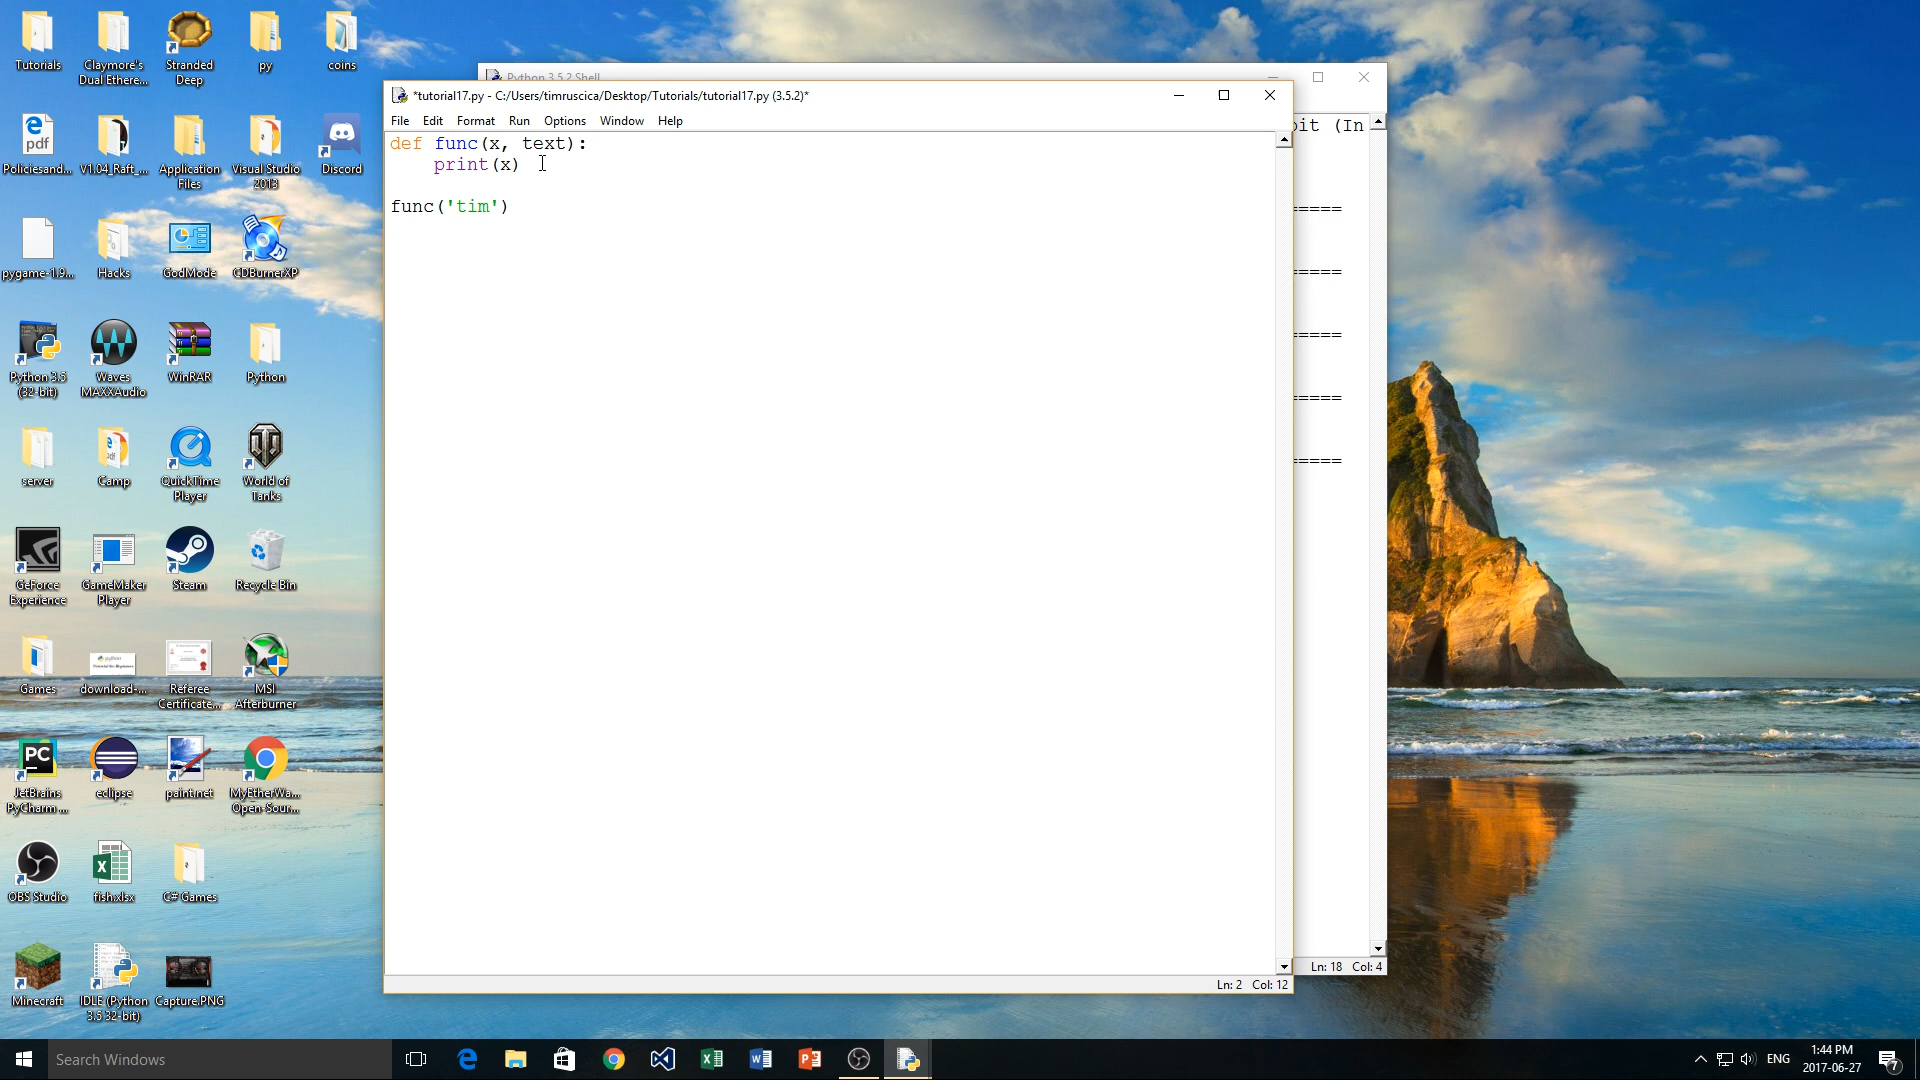 Tutorials
Claymore's
Dual Ethere...
Stranded
Deep
py
coins
Policiesand...
V1.04_Raft_...
Application
Files
Visual Studio
2013
Discord
pygame-1.9...
Hacks
GodMode
CDBurnerXP
Python 3.5
(32-bit)
Waves
MAXXAudio
WinRAR
Python
server
Camp
QuickTime
Player
World of
Tanks
GeForce
Experience
GameMaker
Player
Steam
Recycle Bin
Games
download-...
Referee
Certificate...
MSI
Afterburner
JetBrains
PyCharm ...
eclipse
paint.net
MyEtherWa...
Open-Sour...
OBS Studio
fish.xlsx
C# Games
Minecraft
IDLE (Python
3.5 32-bit)
Capture.PNG
Python 3.5.2 Shell
*tutorial17.py - C:/Users/timruscica/Desktop/Tutorials/tutorial17.py (3.5.2)*
File Edit Format Run Options Window Help
def func(x, text):
print(x)
func('tim')
bit (In
=====
=====
=====
=====
=====
Ln: 18 Col: 4
Ln: 2 Col: 12
Search Windows
ENG
1:44 PM
2017-06-27
7